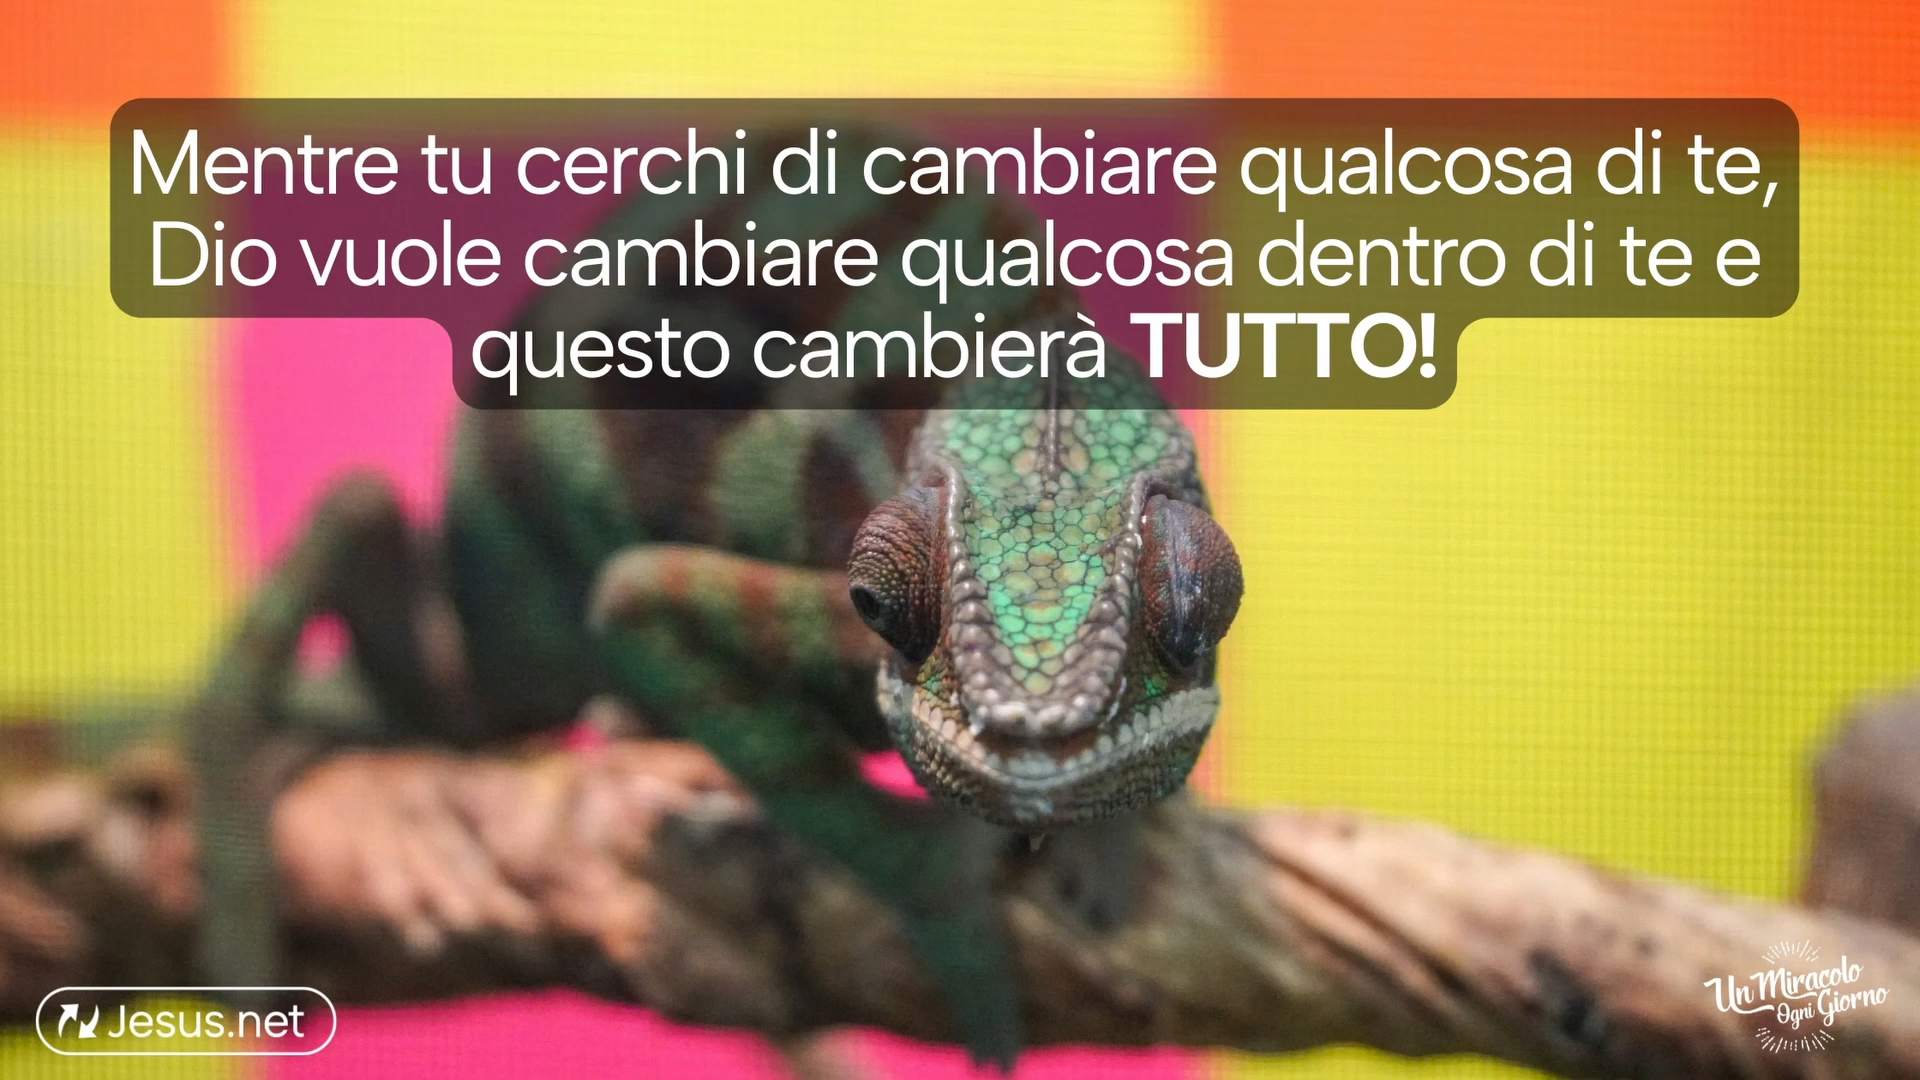 Mentre tu cerchi di cambiare qualcosa di te,
Dio vuole cambiare qualcosa dentro di te e
questo cambierà TUTTO!
Jesus.net
Un Miracolo
Ogni Giorno